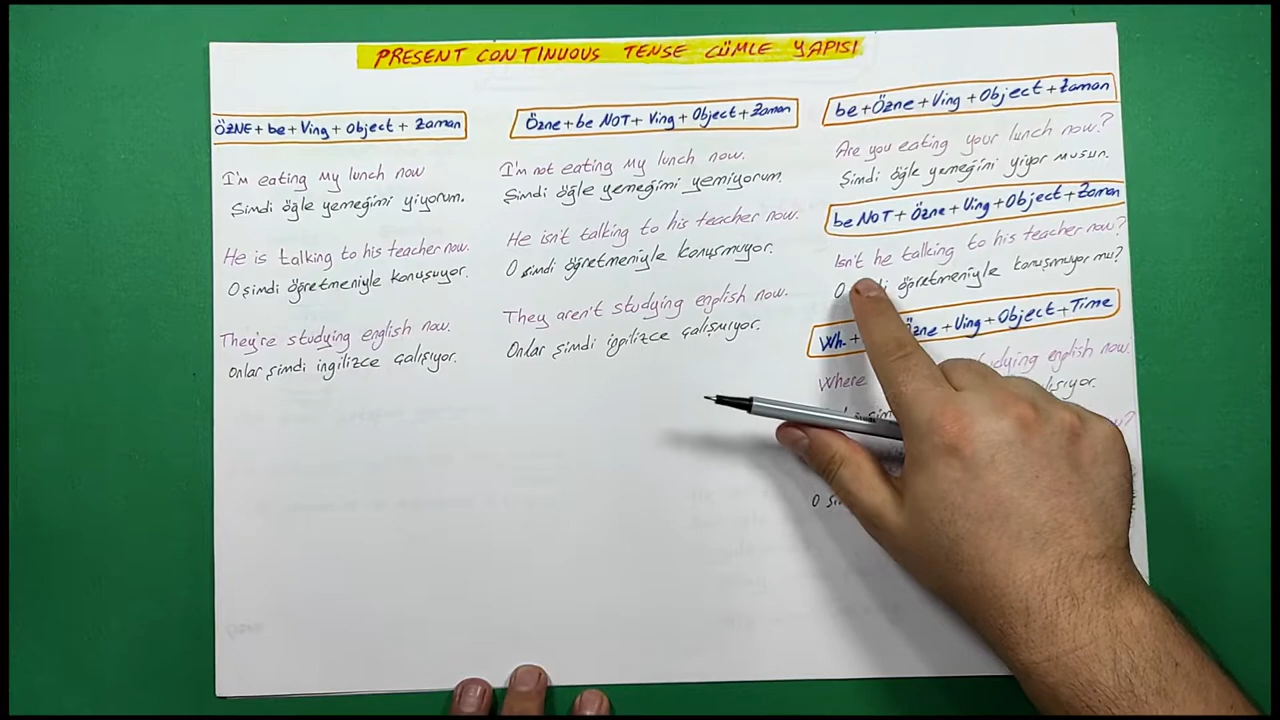 PRESENT CONTINUOUS TENSE CÜMLE YAPISI
ÖZNE + be + Ving + Object + Zaman
I'm eating my lunch now
Şimdi öğle yemeğimi yiyorum.
He is talking to his teacher now.
O şimdi öğretmeniyle konuşuyor.
They're studying english now.
Onlar şimdi ingilizce çalışıyor.
Özne + be NOT + Ving + Object + Zaman
I'm not eating my lunch now.
Şimdi öğle yemeğimi yemiyorum.
He isn't talking to his teacher now.
O şimdi öğretmeniyle konuşmuyor.
They aren't studying english now.
Onlar şimdi ingilizce çalışmıyor.
be + Özne + Ving + Object + Zaman
Are you eating your lunch now?
Şimdi öğle yemeğini yiyor musun.
be NOT + Özne + Ving + Object + Zaman
Isn't he talking to his teacher now?
O öğretmeniyle konuşmuyor mu?
Wh- + Özne + Ving + Object + Time
Where studying english now.
O